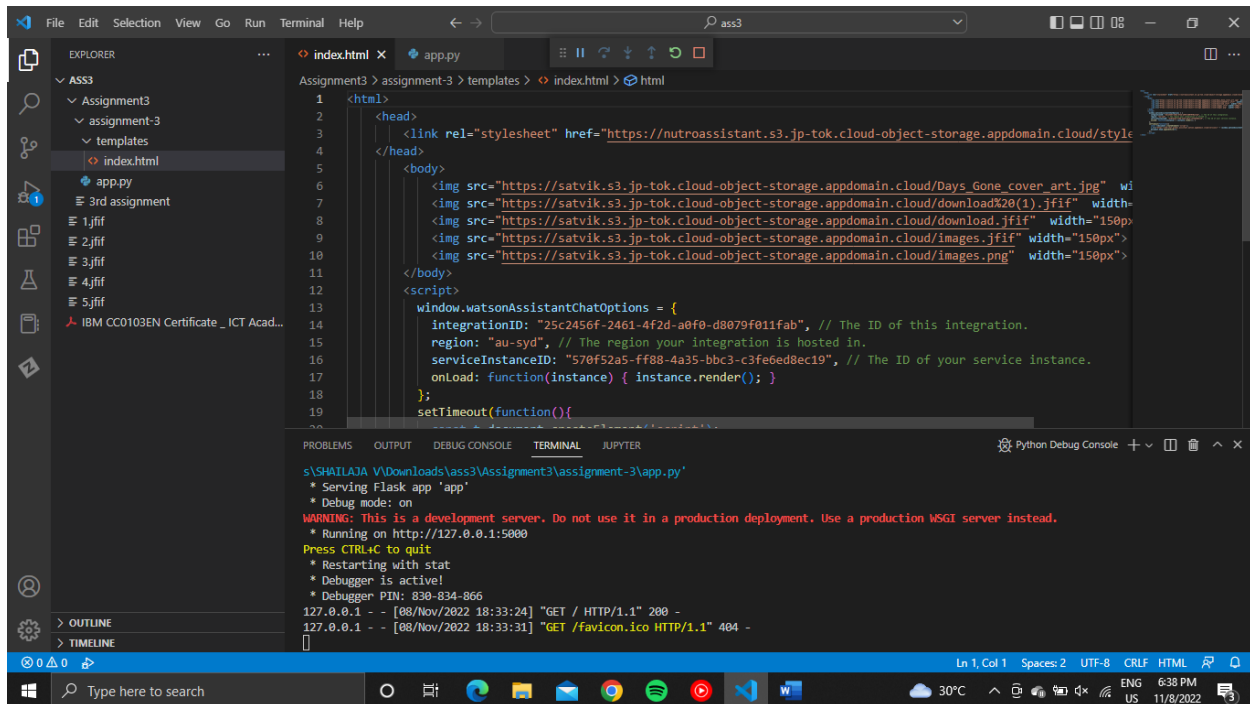 File Edit Selection View Go Run Terminal Help
ass3
EXPLORER
ASS3
Assignment3
assignment-3
templates
index.html
app.py
3rd assignment
1.jfif
2.jfif
3.jfif
4.jfif
5.jfif
IBM CC0103EN Certificate _ ICT Acad...
OUTLINE
TIMELINE
1
index.html app.py
Assignment3 > assignment-3 > templates > index.html > html
1 <html>
2 <head>
3 <link rel="stylesheet" href="https://nutroassistant.s3.jp-tok.cloud-object-storage.appdomain.cloud/style
4 </head>
5 <body>
6 <img src="https://satvik.s3.jp-tok.cloud-object-storage.appdomain.cloud/Days_Gone_cover_art.jpg" wi
7 <img src="https://satvik.s3.jp-tok.cloud-object-storage.appdomain.cloud/download%20(1).jfif" width=
8 <img src="https://satvik.s3.jp-tok.cloud-object-storage.appdomain.cloud/download.jfif" width="150px
9 <img src="https://satvik.s3.jp-tok.cloud-object-storage.appdomain.cloud/images.jfif" width="150px">
10 <img src="https://satvik.s3.jp-tok.cloud-object-storage.appdomain.cloud/images.png" width="150px">
11 </body>
12 <script>
13 window.watsonAssistantChatOptions = {
14 integrationID: "25c2456f-2461-4f2d-a0f0-d8079f011fab", // The ID of this integration.
15 region: "au-syd", // The region your integration is hosted in.
16 serviceInstanceID: "570f52a5-ff88-4a35-bbc3-c3fe6ed8ec19", // The ID of your service instance.
17 onLoad: function(instance) { instance.render(); }
18 };
19 setTimeout(function(){
PROBLEMS OUTPUT DEBUG CONSOLE TERMINAL JUPYTER Python Debug Console
s\SHAILAJA V\Downloads\ass3\Assignment3\assignment-3\app.py'
* Serving Flask app 'app'
* Debug mode: on
WARNING: This is a development server. Do not use it in a production deployment. Use a production WSGI server instead.
* Running on http://127.0.0.1:5000
Press CTRL+C to quit
* Restarting with stat
* Debugger is active!
* Debugger PIN: 830-834-866
127.0.0.1 - - [08/Nov/2022 18:33:24] "GET / HTTP/1.1" 200 -
127.0.0.1 - - [08/Nov/2022 18:33:31] "GET /favicon.ico HTTP/1.1" 404 -
0 0 Ln 1, Col 1 Spaces: 2 UTF-8 CRLF HTML
Type here to search
30°C
ENG
US
6:38 PM
11/8/2022
3